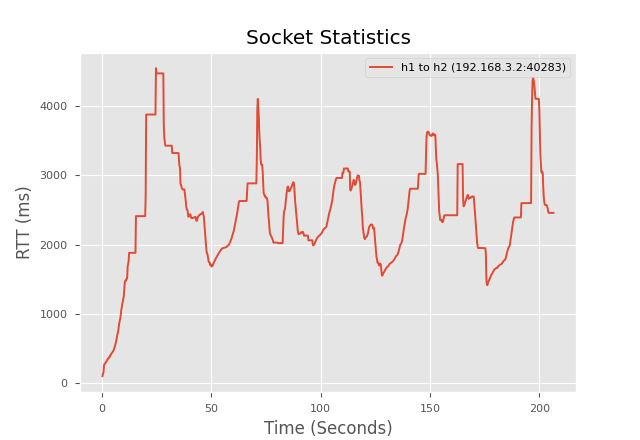 Socket Statistics
h1 to h2 (192.168.3.2:40283)
RTT (ms)
4000
3000
2000
1000
0
0 50 100 150 200
Time (Seconds)